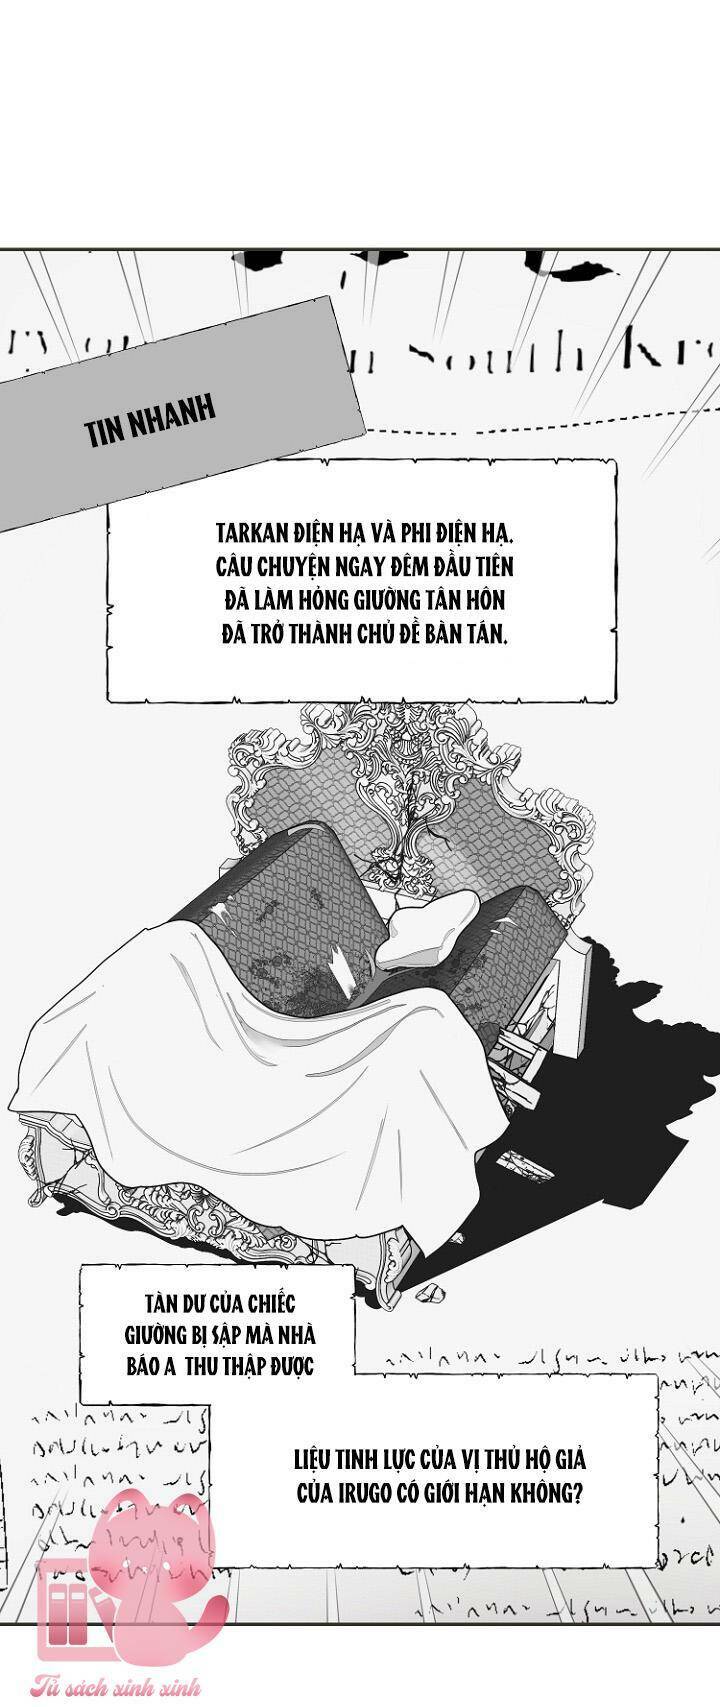 South Kr
TIN NHANH
TARKAN ĐIỆN HẠ VÀ PHI ĐIỆN HẠ.
CÂU CHUYỆN NGAY ĐÊM ĐẦU TIÊN
ĐÃ LÀM HỎNG GIƯỜNG TÂN HÔN
ĐÃ TRỞ THÀNH CHỦ ĐỀ BÀN TÁN.
TÀN DƯ CỦA CHIẾC
GIƯỜNG BỊ SẬP MÀ NHÀ
BÁO A THU THẬP ĐƯỢC
LIỆU TINH LỰC CỦA VỊ THỦ HỘ GIẢ
CỦA IRUGO CÓ GIỚI HẠN KHÔNG?
Tủ sách xinh xinh